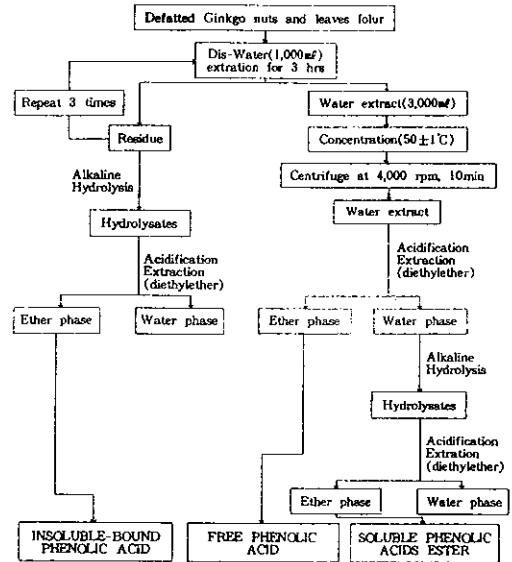 Defatted Ginkgo nuts and leaves folur
Dis-Water(1,000㎖)
extration for 3 hrs
Repeat 3 times
Water extract(3,000㎖)
Residue
Concentration(50±1℃)
Alkaline
Hydrolysis
Centrifuge at 4,000 rpm, 10min
Hydrolysates
Water extract
Acidification
Extraction
(diethylether)
Acidification
Extraction
(diethylether)
Ether phase
Water phase
Ether phase
Water phase
Alkaline
Hydrolysis
Hydrolysates
Acidification
Extration
(diethylether)
Ether phase
Water phase
INSOLUBLE-BOUND
PHENOLIC ACID
FREE PHENOLIC
ACID
SOLUBLE PHENOLIC
ACIDS ESTER